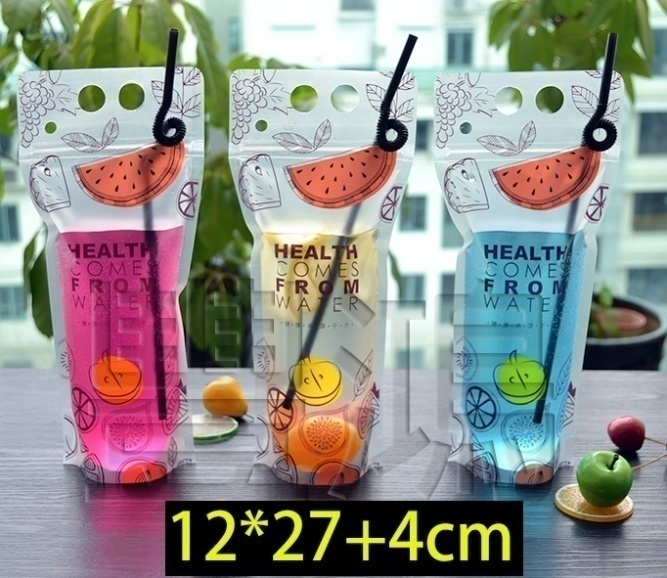 HEALTH
COMES
FROM
WATER
HEALTH
COMES
FROM
WATER
HEALTH
COMES
FROM
WATER
12*27+4cm